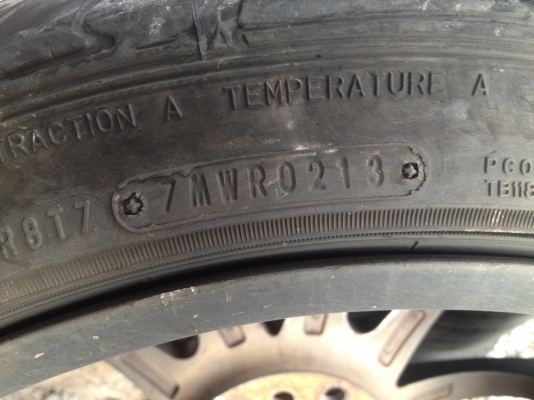 TRACTION A TEMPERATURE A
R8T7 7MWR0213
PC0
TB118